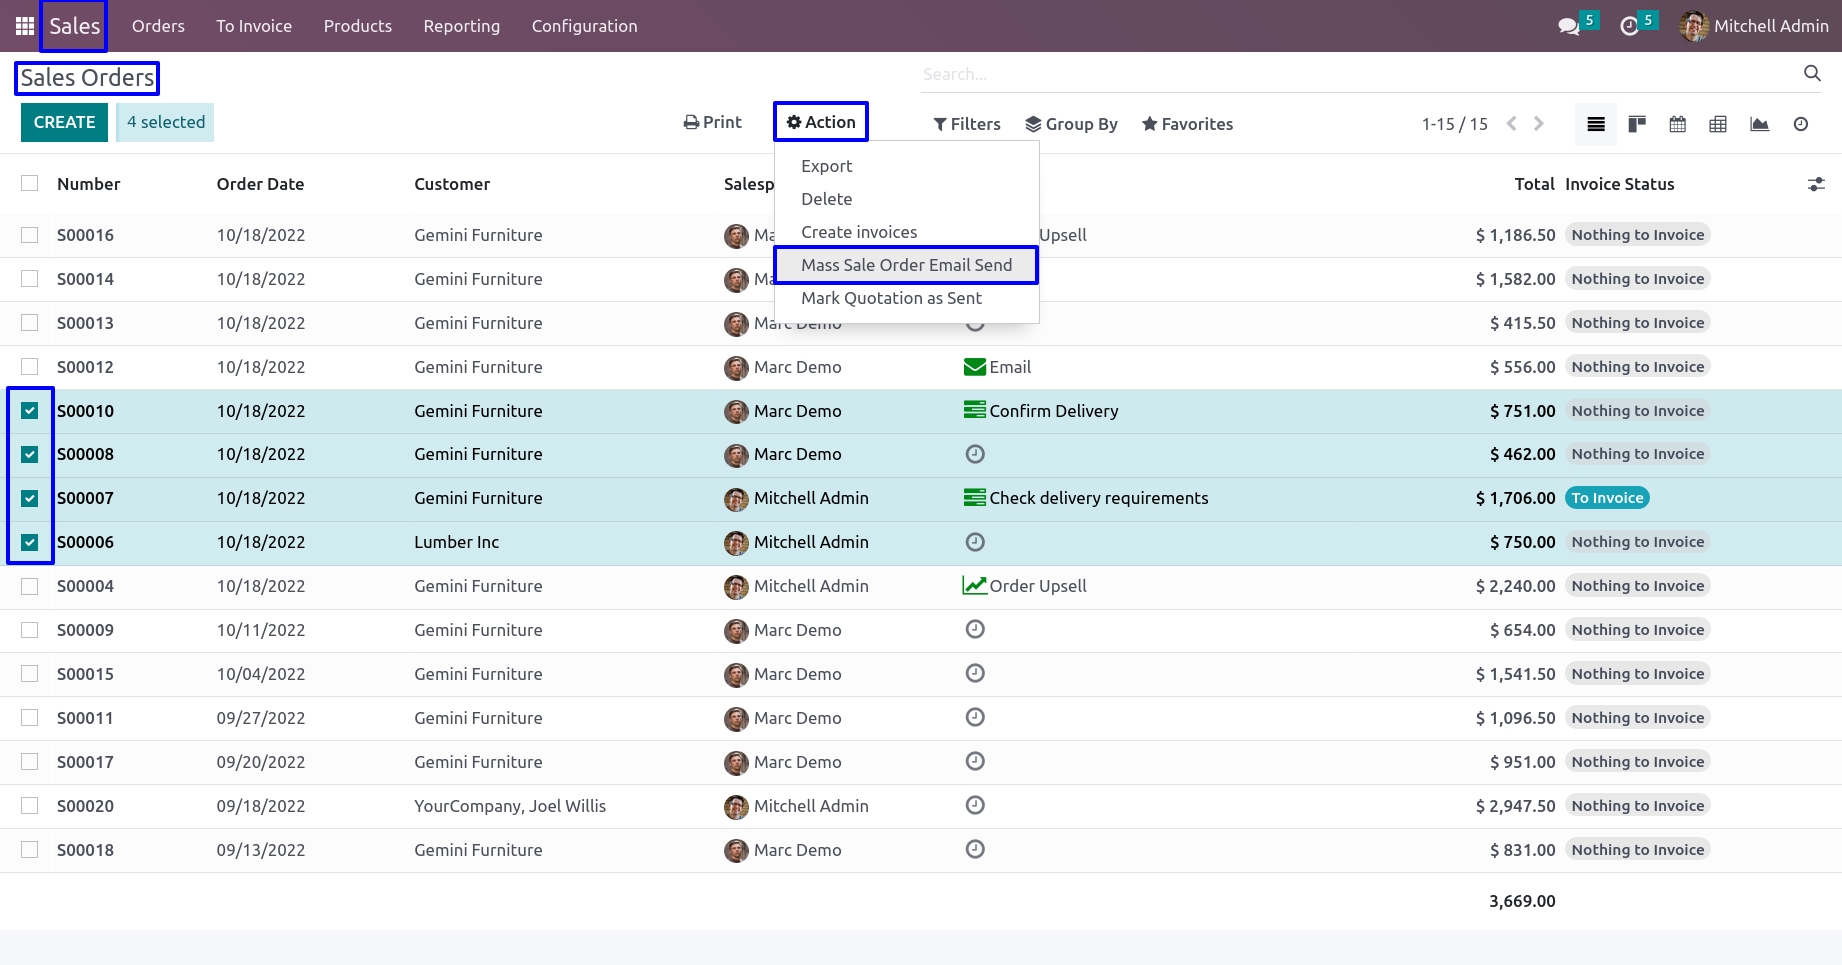 Sales Orders To Invoice Products Reporting Configuration 5 5 Mitchell Admin
Sales Orders Search...
CREATE 4 selected Print Action Filters Group By Favorites 1-15 / 15
Export
Delete
Create invoices
Mass Sale Order Email Send
Mark Quotation as Sent
Number Order Date Customer Salesp Total Invoice Status
S00016 10/18/2022 Gemini Furniture Ma Upsell $ 1,186.50 Nothing to Invoice
S00014 10/18/2022 Gemini Furniture Ma $ 1,582.00 Nothing to Invoice
S00013 10/18/2022 Gemini Furniture Marc Demo $ 415.50 Nothing to Invoice
S00012 10/18/2022 Gemini Furniture Marc Demo Email $ 556.00 Nothing to Invoice
S00010 10/18/2022 Gemini Furniture Marc Demo Confirm Delivery $ 751.00 Nothing to Invoice
S00008 10/18/2022 Gemini Furniture Marc Demo $ 462.00 Nothing to Invoice
S00007 10/18/2022 Gemini Furniture Mitchell Admin Check delivery requirements $ 1,706.00 To Invoice
S00006 10/18/2022 Lumber Inc Mitchell Admin $ 750.00 Nothing to Invoice
S00004 10/18/2022 Gemini Furniture Mitchell Admin Order Upsell $ 2,240.00 Nothing to Invoice
S00009 10/11/2022 Gemini Furniture Marc Demo $ 654.00 Nothing to Invoice
S00015 10/04/2022 Gemini Furniture Marc Demo $ 1,541.50 Nothing to Invoice
S00011 09/27/2022 Gemini Furniture Marc Demo $ 1,096.50 Nothing to Invoice
S00017 09/20/2022 Gemini Furniture Marc Demo $ 951.00 Nothing to Invoice
S00020 09/18/2022 YourCompany, Joel Willis Mitchell Admin $ 2,947.50 Nothing to Invoice
S00018 09/13/2022 Gemini Furniture Marc Demo $ 831.00 Nothing to Invoice
3,669.00